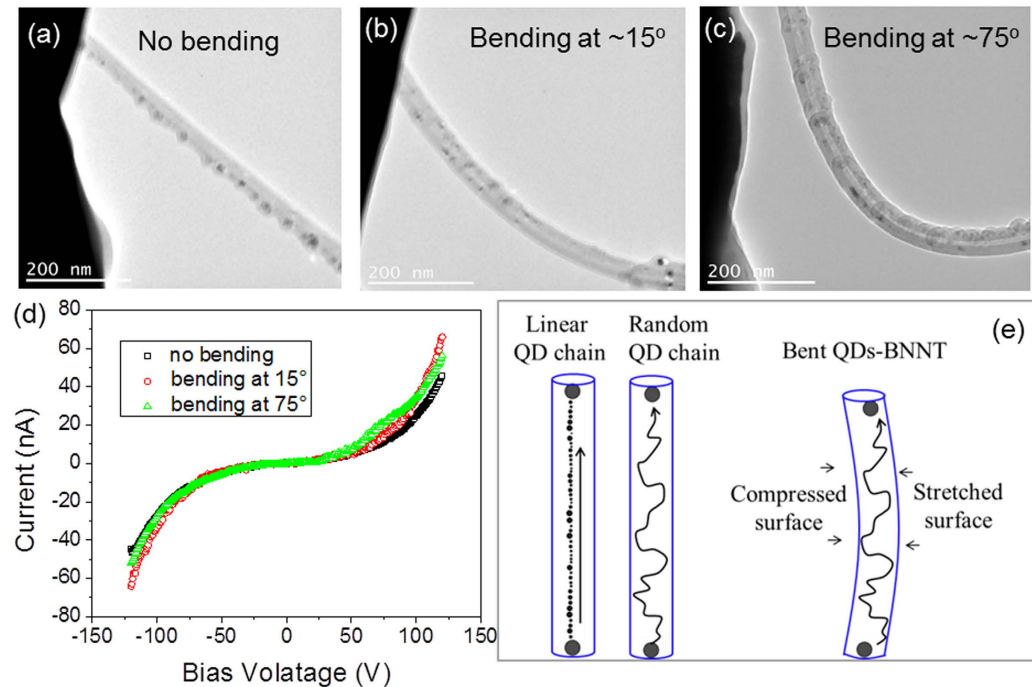 (a)
No bending
200 nm
(b)
Bending at ~15°
200 nm
(c)
Bending at ~75°
200 nm
(d)
80
60
40
20
0
-20
-40
-60
-80
Current (nA)
no bending
bending at 15°
bending at 75°
-150
-100
-50
0
50
100
150
Bias Volatage (V)
(e)
Linear
QD chain
Random
QD chain
Bent QDs-BNNT
Compressed
surface
Stretched
surface